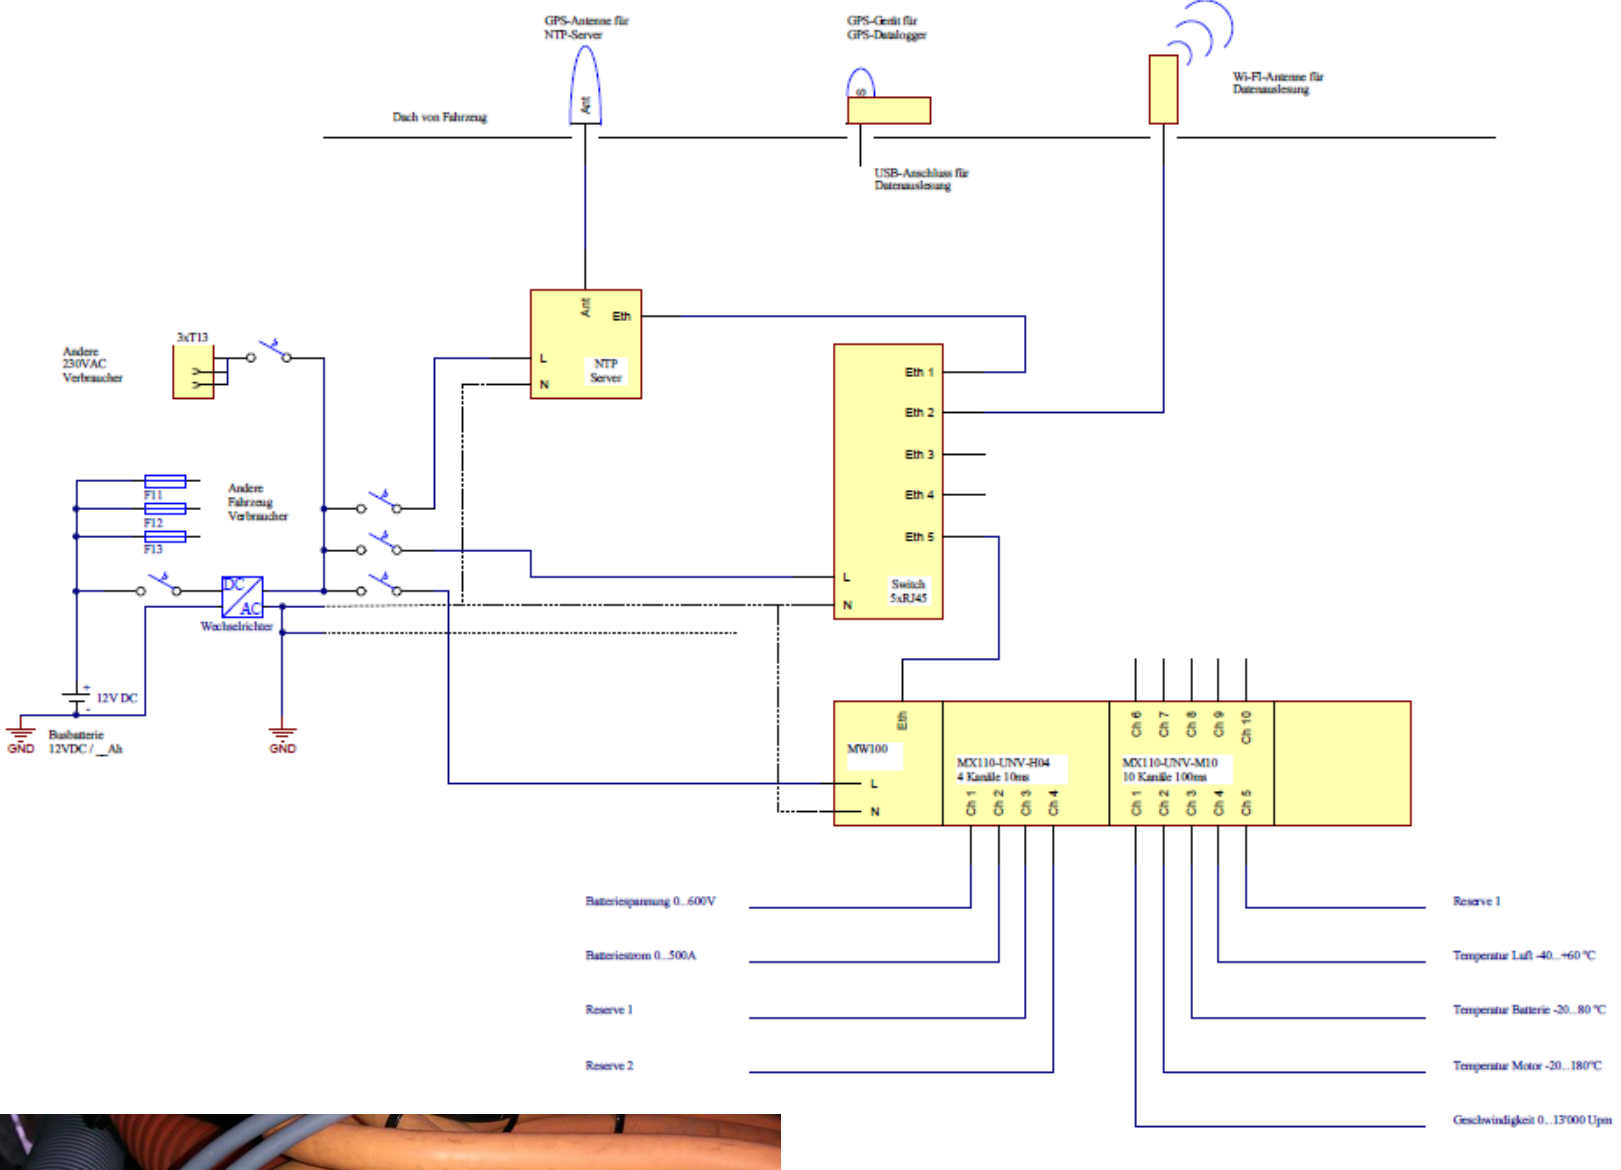 GPS-Antenne für
NTP-Server
GPS-Gerät für
GPS-Datalogger
Wi-FI-Antenne für
Datenauslesung
Ant
S
Dach von Fahrzeug
USB-Anschluss für
Datenauslesung
Ant
Eth
L
N
NTP
Server
3xT13
Andere
230VAC
Verbraucher
Eth 1
Eth 2
Eth 3
Eth 4
Eth 5
L
N
Switch
5xRJ45
F11
F12
F13
Andere
Fahrzeug
Verbraucher
DC
AC
Wechselrichter
+
12V DC
-
GND
Busbatterie
12VDC / __Ah
GND
Eth
MW100
L
N
MX110-UNV-H04
4 Kanäle 10ms
Ch 1
Ch 2
Ch 3
Ch 4
Ch 6
Ch 7
Ch 8
Ch 9
Ch 10
MX110-UNV-M10
10 Kanäle 100ms
Ch 1
Ch 2
Ch 3
Ch 4
Ch 5
Batteriespannung 0...600V
Batteriestrom 0...500A
Reserve 1
Reserve 2
Reserve 1
Temperatur Luft -40...+60 °C
Temperatur Batterie -20...80 °C
Temperatur Motor -20...180°C
Geschwindigkeit 0...13'000 Upm